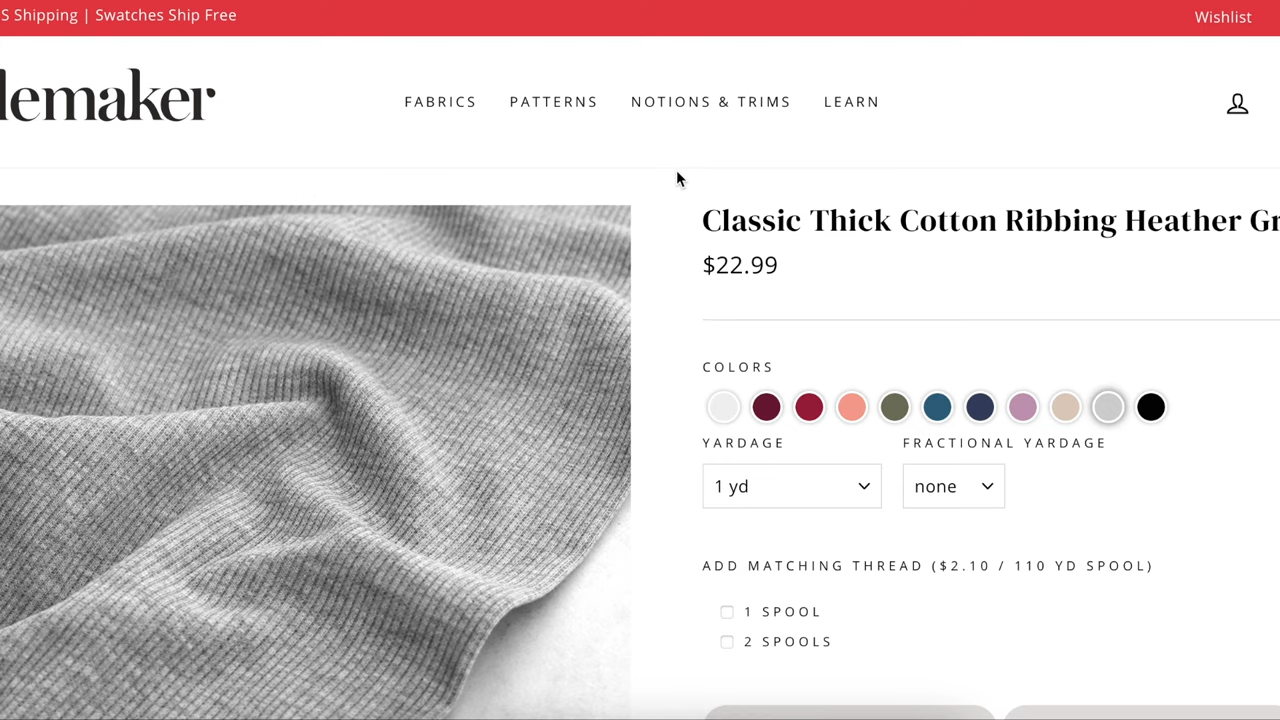 S Shipping | Swatches Ship Free
Wishlist
lemaker
FABRICS PATTERNS NOTIONS & TRIMS LEARN
Classic Thick Cotton Ribbing Heather Gr
$22.99
COLORS
YARDAGE FRACTIONAL YARDAGE
1 yd none
ADD MATCHING THREAD ($2.10 / 110 YD SPOOL)
1 SPOOL
2 SPOOLS